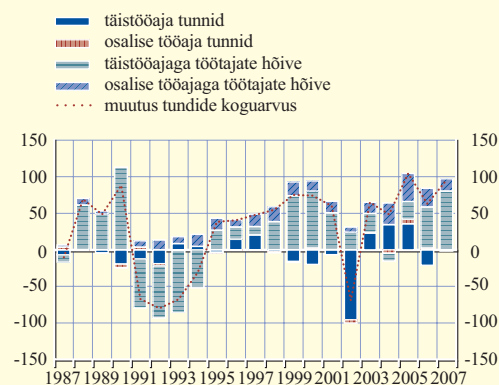 täistööaja tunnid
osalise tööaja tunnid
täistööajaga töötajate hõive
osalise tööajaga töötajate hõive
muutus tundide koguarvus
150 150
100 100
50 50
0 0
-50 -50
-100 -100
-150 -150
1987 1989 1991 1993 1995 1997 1999 2001 2003 2005 2007